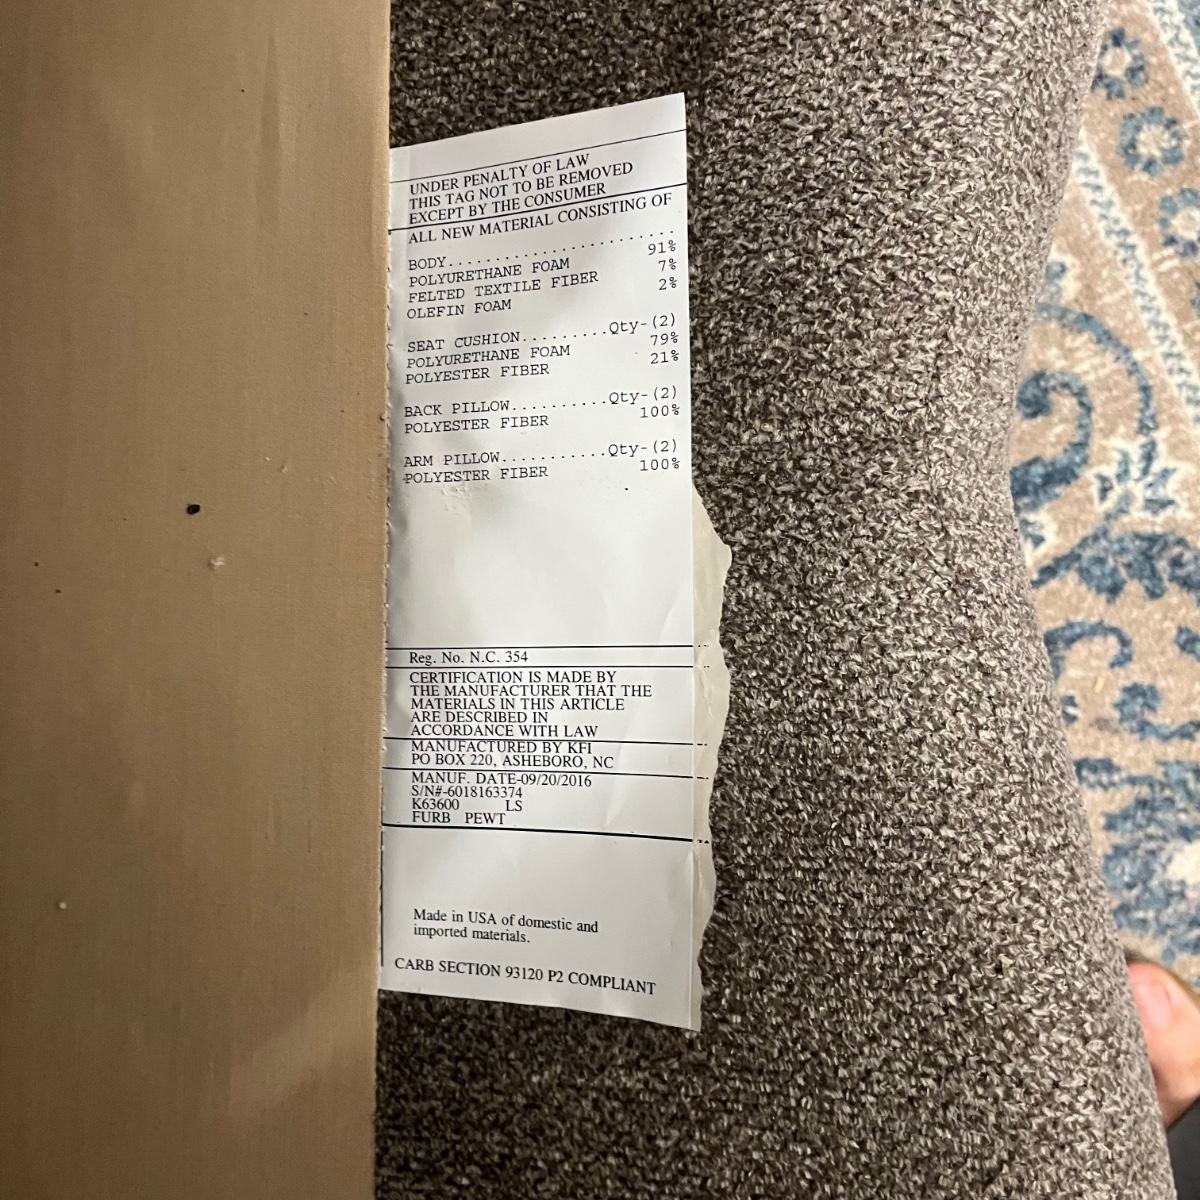 UNDER PENALTY OF LAW
THIS TAG NOT TO BE REMOVED
EXCEPT BY THE CONSUMER
ALL NEW MATERIAL CONSISTING OF
BODY........................
POLYURETHANE FOAM 91%
FELTED TEXTILE FIBER 7%
OLEFIN FOAM 2%
SEAT CUSHION.........Qty-(2)
POLYURETHANE FOAM 79%
POLYESTER FIBER 21%
BACK PILLOW..........Qty-(2)
POLYESTER FIBER 100%
ARM PILLOW...........Qty-(2)
POLYESTER FIBER 100%
Reg. No. N.C. 354
CERTIFICATION IS MADE BY
THE MANUFACTURER THAT THE
MATERIALS IN THIS ARTICLE
ARE DESCRIBED IN
ACCORDANCE WITH LAW
MANUFACTURED BY KFI
PO BOX 220, ASHEBORO, NC
MANUF. DATE-09/20/2016
S/N#-6018163374
K63600 LS
FURB PEWT
Made in USA of domestic and
imported materials.
CARB SECTION 93120 P2 COMPLIANT